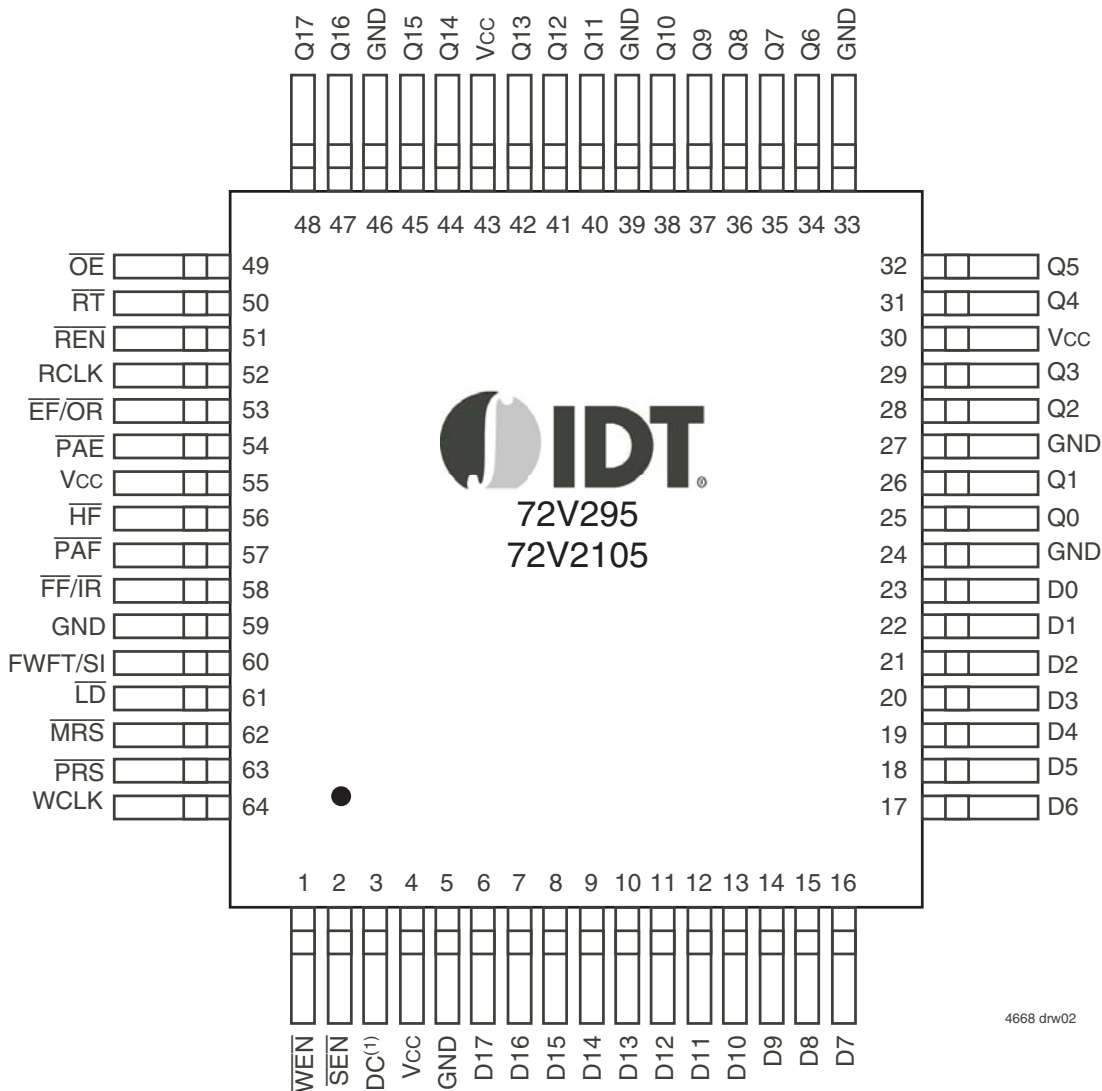 Q17 Q16 GND Q15 Q14 VCC Q13 Q12 Q11 GND Q10 Q9 Q8 Q7 Q6 GND
48 47 46 45 44 43 42 41 40 39 38 37 36 35 34 33
OE 49 32 Q5
RT 50 31 Q4
REN 51 30 VCC
RCLK 52 29 Q3
EF/OR 53 28 Q2
PAE 54 27 GND
VCC 55 26 Q1
HF 56 25 Q0
PAF 57 24 GND
FF/IR 58 23 D0
GND 59 22 D1
FWFT/SI 60 21 D2
LD 61 20 D3
MRS 62 19 D4
PRS 63 18 D5
WCLK 64 17 D6
IDT®
72V295
72V2105
1 2 3 4 5 6 7 8 9 10 11 12 13 14 15 16
WEN SEN DC(1) VCC GND D17 D16 D15 D14 D13 D12 D11 D10 D9 D8 D7
4668 drw02